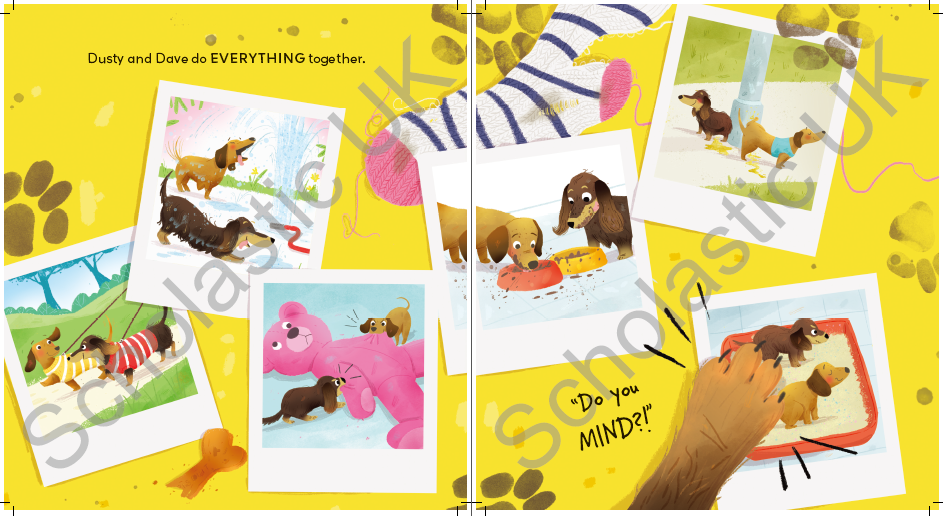 Dusty and Dave do EVERYTHING together.
"Do you
MIND?!"
Scholastic UK
Scholastic UK